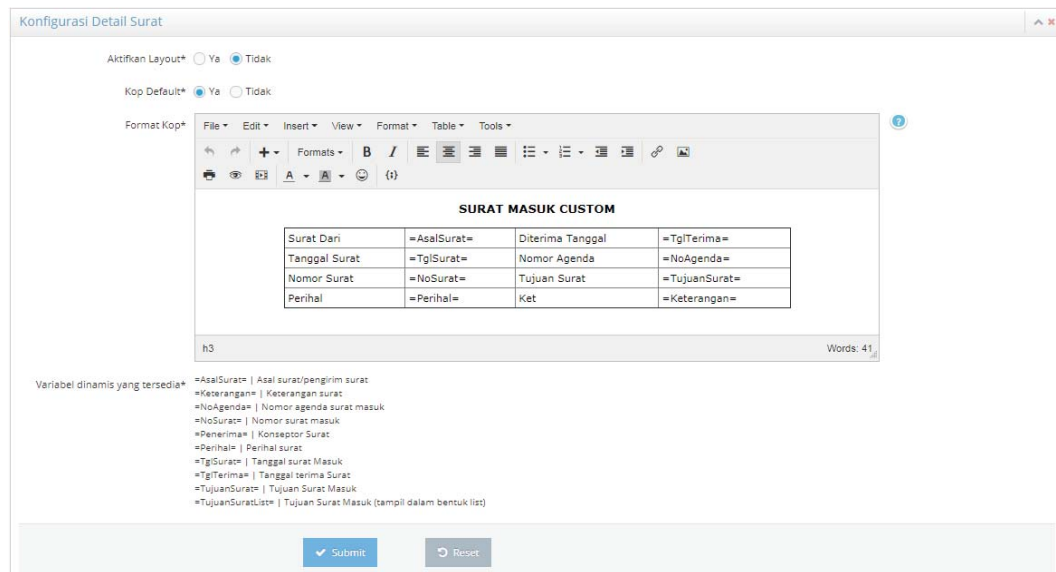 Konfigurasi Detail Surat
Aktifkan Layout* Ya Tidak
Kop Default* Ya Tidak
Format Kop* File Edit Insert View Format Table Tools
Formats B I
A A
SURAT MASUK CUSTOM
Surat Dari =AsalSurat= Diterima Tanggal =TglTerima=
Tanggal Surat =TglSurat= Nomor Agenda =NoAgenda=
Nomor Surat =NoSurat= Tujuan Surat =TujuanSurat=
Perihal =Perihal= Ket =Keterangan=
h3 Words: 41
Variabel dinamis yang tersedia* =AsalSurat= | Asal surat/pengirim surat
=Keterangan= | Keterangan surat
=NoAgenda= | Nomor agenda surat masuk
=NoSurat= | Nomor surat masuk
=Penerima= | Konseptor Surat
=Perihal= | Perihal surat
=TglSurat= | Tanggal surat Masuk
=TglTerima= | Tanggal terima Surat
=TujuanSurat= | Tujuan Surat Masuk
=TujuanSuratList= | Tujuan Surat Masuk (tampil dalam bentuk list)
Submit Reset